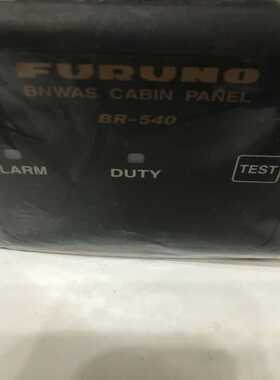 FURUNO
BNWAS CABIN PANEL
BR-540
LARM DUTY TEST